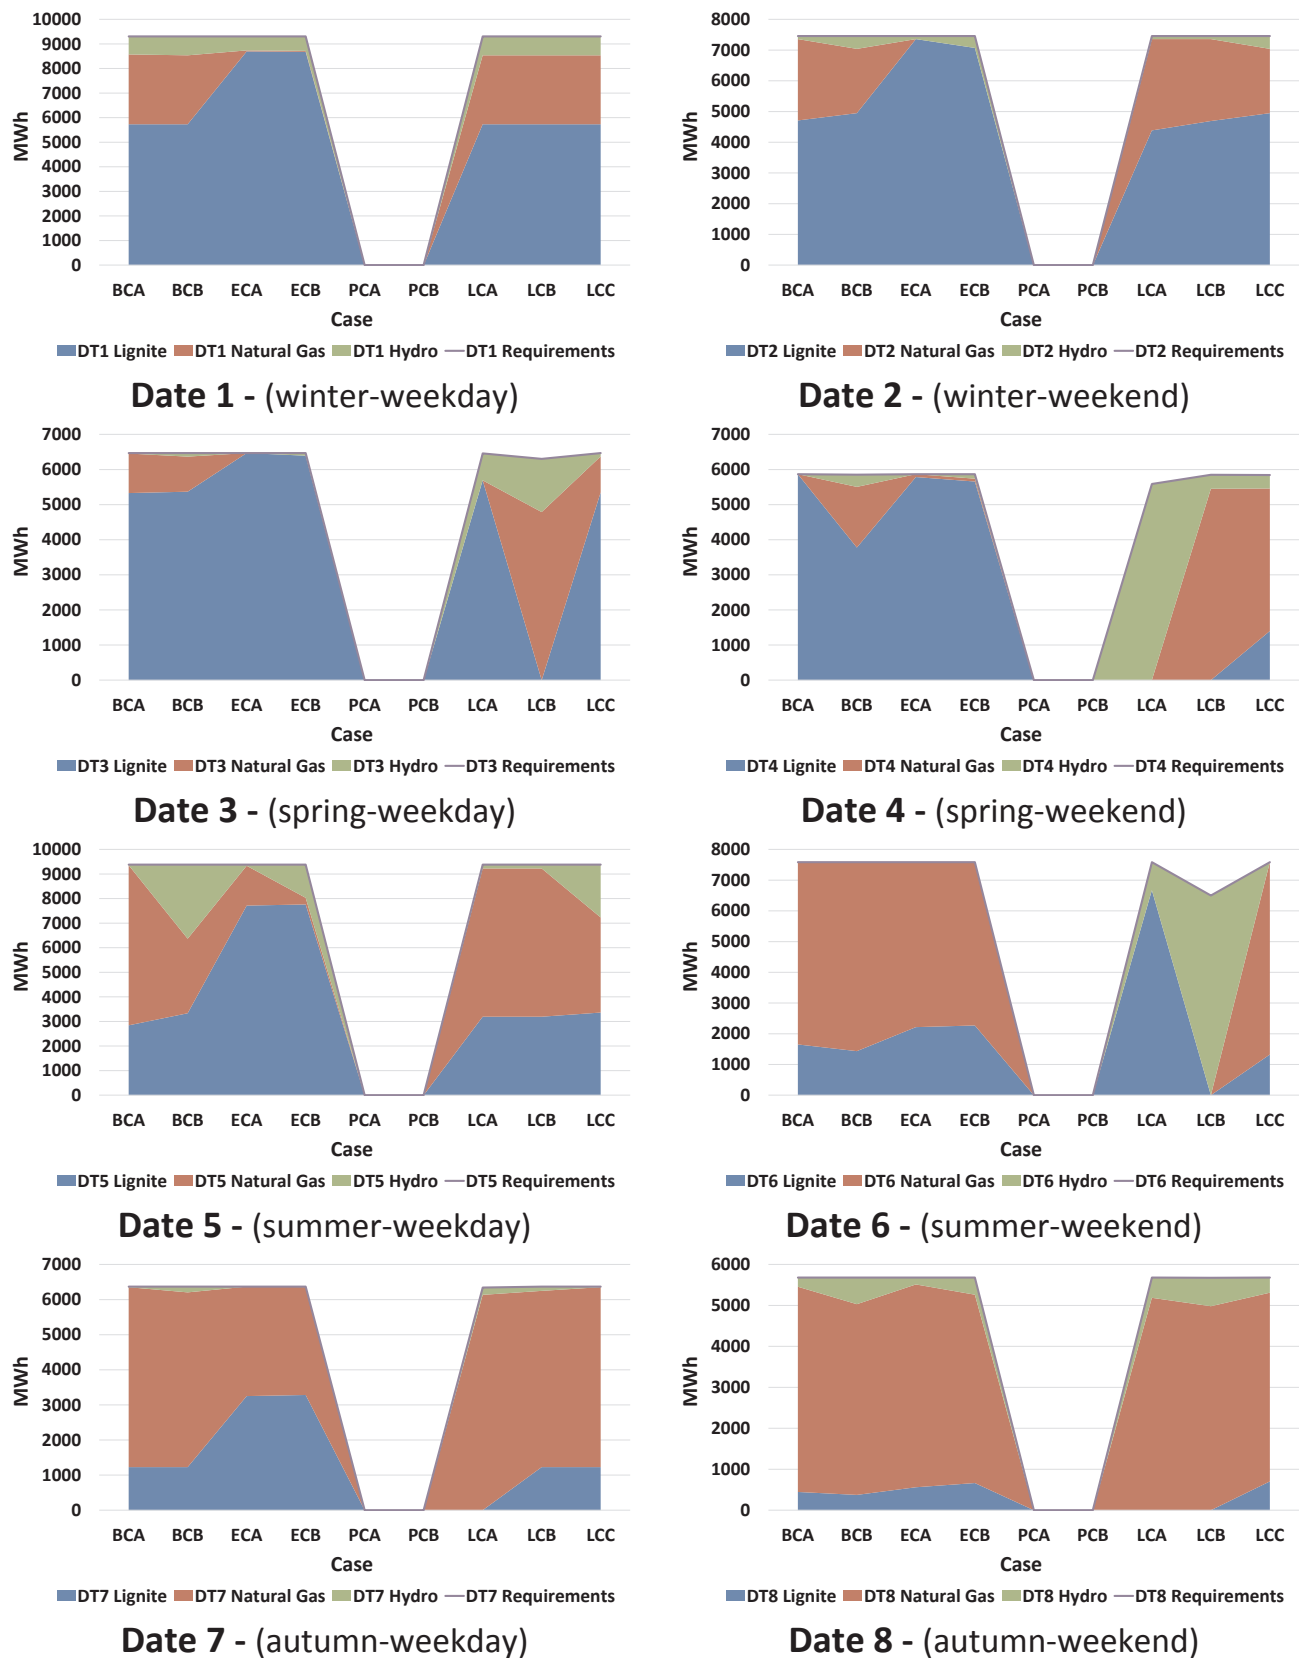 10000
9000
8000
7000
6000
5000
4000
3000
2000
1000
0
MWh
BCA BCB ECA ECB PCA PCB LCA LCB LCC
Case
DT1 Lignite DT1 Natural Gas DT1 Hydro DT1 Requirements
Date 1 - (winter-weekday)
8000
7000
6000
5000
4000
3000
2000
1000
0
MWh
BCA BCB ECA ECB PCA PCB LCA LCB LCC
Case
DT2 Lignite DT2 Natural Gas DT2 Hydro DT2 Requirements
Date 2 - (winter-weekend)
7000
6000
5000
4000
3000
2000
1000
0
MWh
BCA BCB ECA ECB PCA PCB LCA LCB LCC
Case
DT3 Lignite DT3 Natural Gas DT3 Hydro DT3 Requirements
Date 3 - (spring-weekday)
7000
6000
5000
4000
3000
2000
1000
0
MWh
BCA BCB ECA ECB PCA PCB LCA LCB LCC
Case
DT4 Lignite DT4 Natural Gas DT4 Hydro DT4 Requirements
Date 4 - (spring-weekend)
10000
9000
8000
7000
6000
5000
4000
3000
2000
1000
0
MWh
BCA BCB ECA ECB PCA PCB LCA LCB LCC
Case
DT5 Lignite DT5 Natural Gas DT5 Hydro DT5 Requirements
Date 5 - (summer-weekday)
8000
7000
6000
5000
4000
3000
2000
1000
0
MWh
BCA BCB ECA ECB PCA PCB LCA LCB LCC
Case
DT6 Lignite DT6 Natural Gas DT6 Hydro DT6 Requirements
Date 6 - (summer-weekend)
7000
6000
5000
4000
3000
2000
1000
0
MWh
BCA BCB ECA ECB PCA PCB LCA LCB LCC
Case
DT7 Lignite DT7 Natural Gas DT7 Hydro DT7 Requirements
Date 7 - (autumn-weekday)
6000
5000
4000
3000
2000
1000
0
MWh
BCA BCB ECA ECB PCA PCB LCA LCB LCC
Case
DT8 Lignite DT8 Natural Gas DT8 Hydro DT8 Requirements
Date 8 - (autumn-weekend)